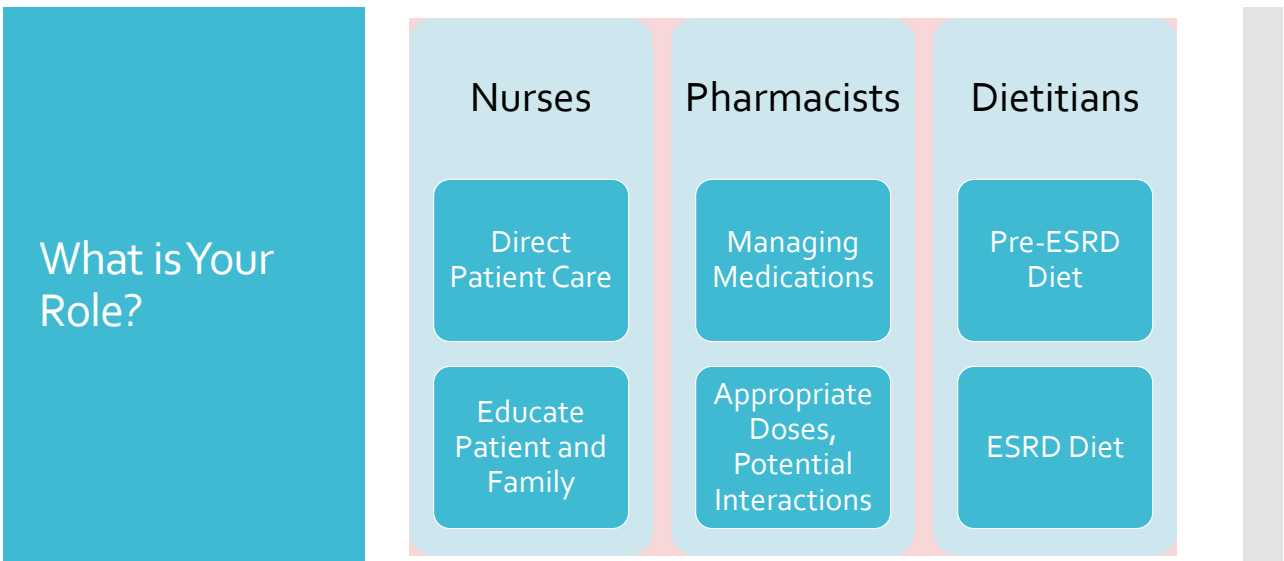 What is Your
Role?
Nurses
Direct
Patient Care
Educate
Patient and
Family
Pharmacists
Managing
Medications
Appropriate
Doses,
Potential
Interactions
Dietitians
Pre-ESRD
Diet
ESRD Diet